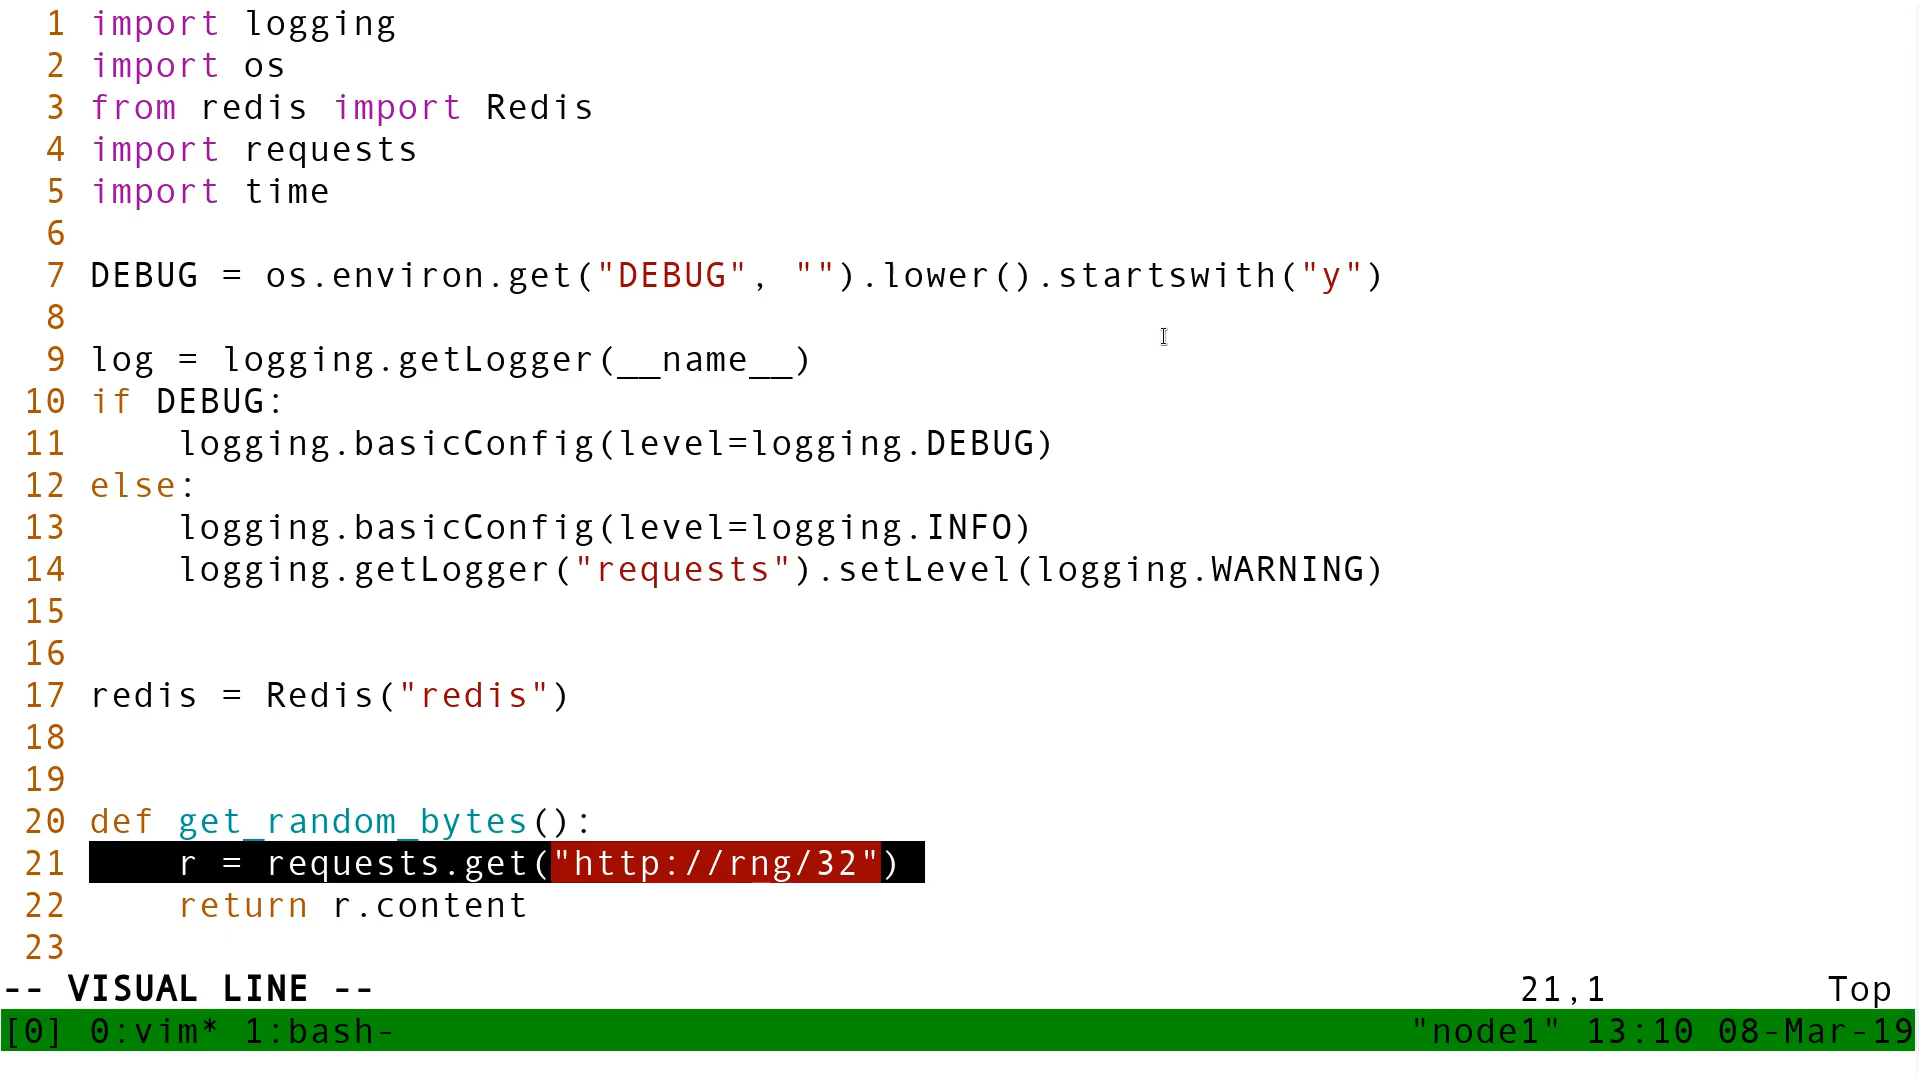 1 import logging
2 import os
3 from redis import Redis
4 import requests
5 import time
6
7 DEBUG = os.environ.get("DEBUG", "").lower().startswith("y")
8
9 log = logging.getLogger(__name__)
10 if DEBUG:
11     logging.basicConfig(level=logging.DEBUG)
12 else:
13     logging.basicConfig(level=logging.INFO)
14     logging.getLogger("requests").setLevel(logging.WARNING)
15
16
17 redis = Redis("redis")
18
19
20 def get_random_bytes():
21     r = requests.get("http://rng/32")
22     return r.content
23
-- VISUAL LINE -- 21,1 Top
[0] 0:vim* 1:bash- "node1" 13:10 08-Mar-19